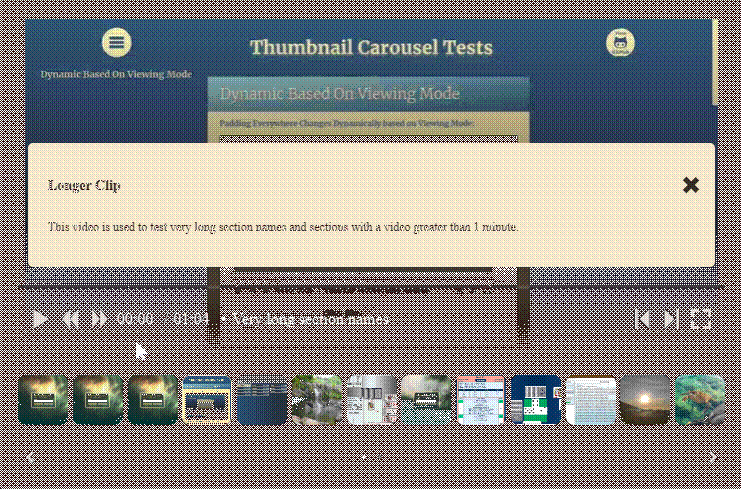 Thumbnail Carousel Tests
Dynamic Based On Viewing Mode
Dynamic Based On Viewing Mode
Padding Everywhere Changes Dynamically based on Viewing Mode
Longer Clip
This video is used to test very long section names and sections with a video greater than 1 minute.
00:00 / 01:04 • Very long section names